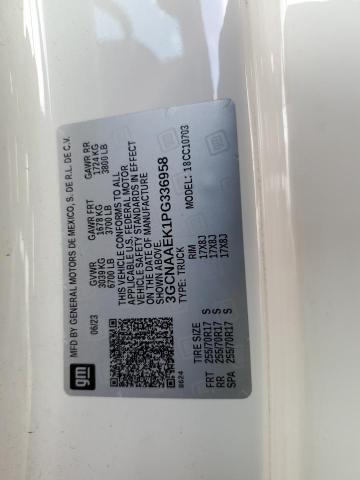 gm
MFD BY GENERAL MOTORS DE MEXICO, S. DE R.L. DE C.V.
06/23
GVWR
3039 KG
6700 LB
GAWR FRT
1678 KG
3700 LB
GAWR RR
1724 KG
3800 LB
THIS VEHICLE CONFORMS TO ALL
APPLICABLE U.S. FEDERAL MOTOR
VEHICLE SAFETY STANDARDS IN EFFECT
ON THE DATE OF MANUFACTURE
SHOWN ABOVE.
3GCNAAEK1PG336958
TYPE: TRUCK
MODEL: 18CC10703
8624
TIRE SIZE
RIM
FRT 255/70R17 S 17X8J
RR 255/70R17 S 17X8J
SPA 255/70R17 S 17X8J